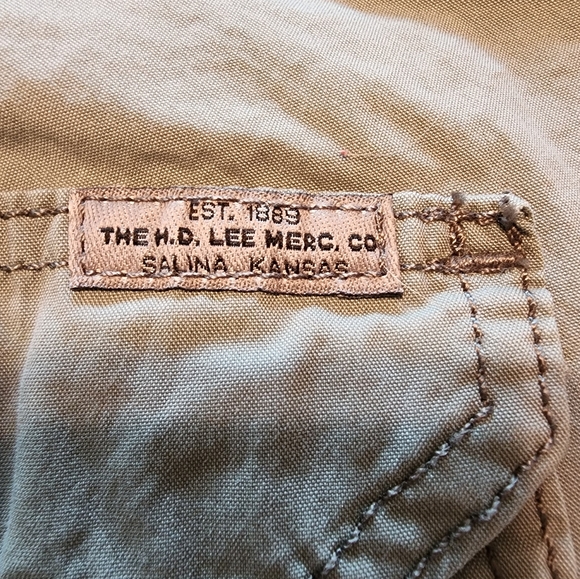 EST. 1889
THE H.D. LEE MERC. CO
SALINA, KANSAS